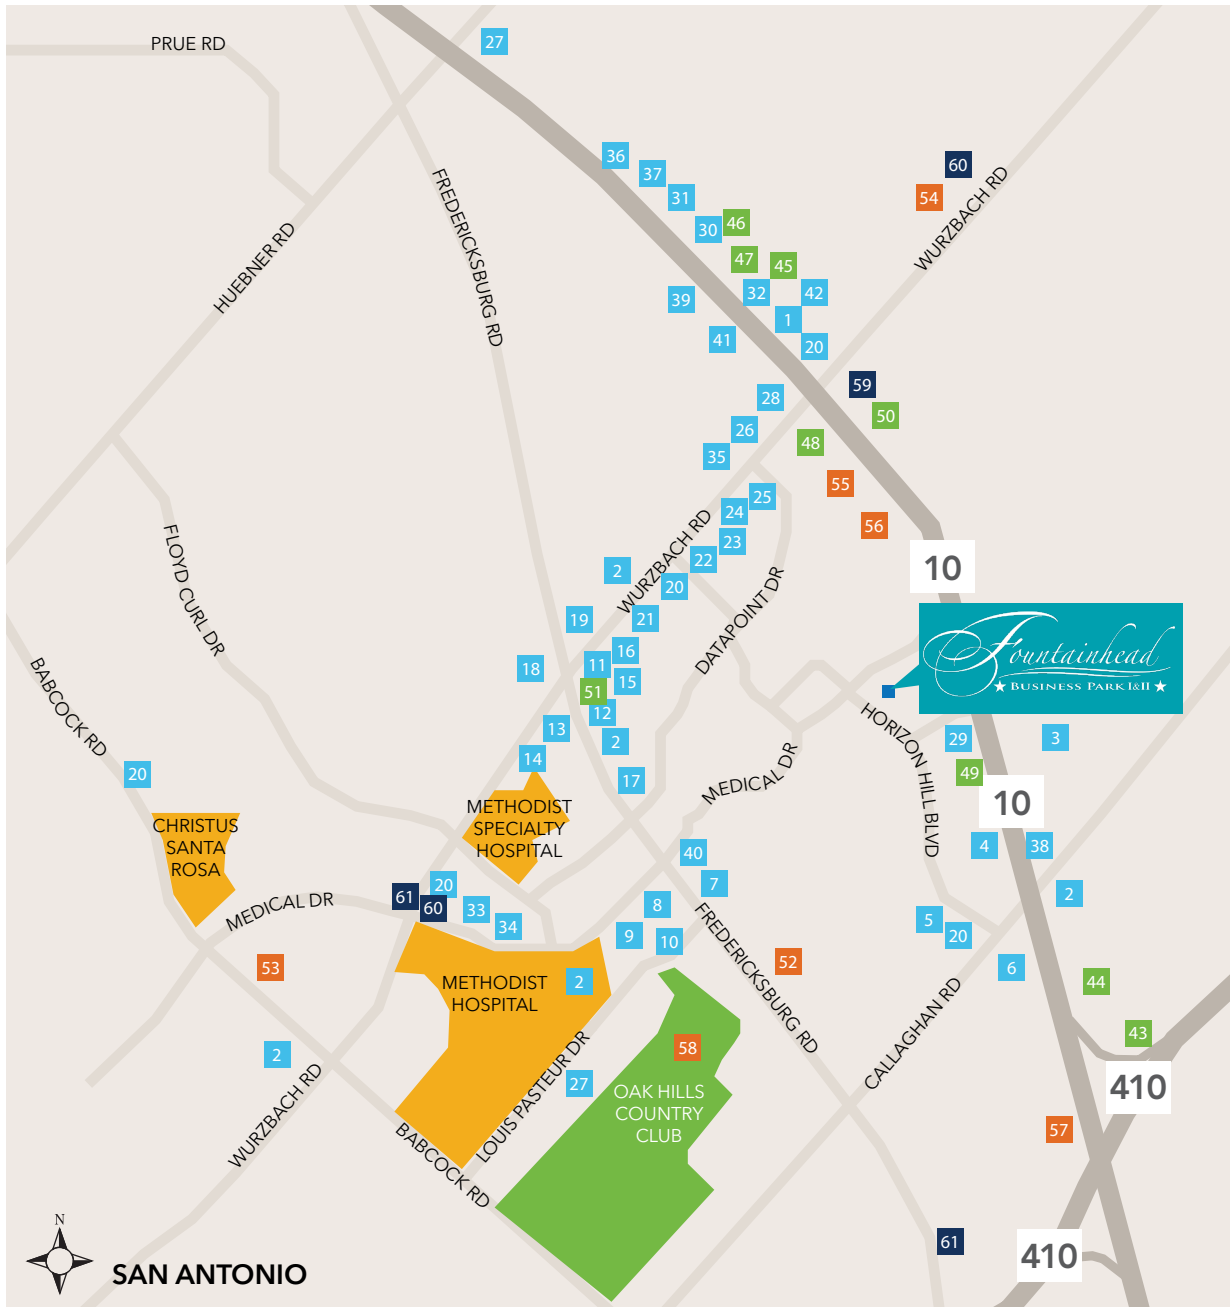 PRUE RD
27
36
37
60
31
54
FREDERICKSBURG RD
WURZBACH RD
46
30
HUEBNER RD
47
45
39
32
42
1
41
20
59
28
50
26
48
35
55
25
24
56
WURZBACH RD
23
22
10
2
20
FLOYD CURL DR
DATAPOINT DR
19
21
Fountainhead
★ BUSINESS PARK I&II ★
16
11
18
15
51
BABCOCK RD
12
13
2
HORIZON HILL BLVD
29
3
14
20
17
MEDICAL DR
49
10
METHODIST
SPECIALTY
HOSPITAL
CHRISTUS
SANTA
ROSA
4
38
40
20
7
61
2
60
33
8
MEDICAL DR
34
5
FREDERICKSBURG RD
9
10
20
53
52
6
METHODIST
HOSPITAL
2
44
CALLAGHAN RD
43
58
2
LOUIS PASTEUR DR
27
410
OAK HILLS
COUNTRY
CLUB
WURZBACH RD
57
BABCOCK RD
N
61
410
SAN ANTONIO